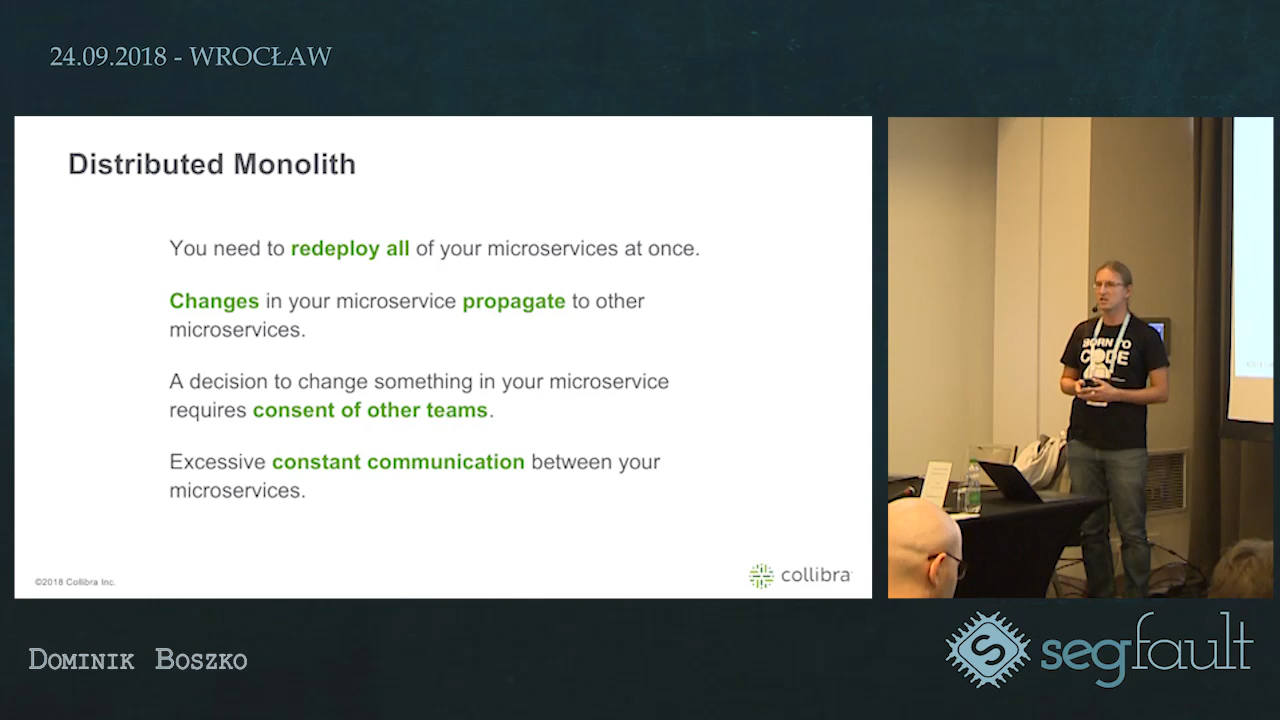 24.09.2018 - WROCŁAW
Distributed Monolith
You need to redeploy all of your microservices at once.
Changes in your microservice propagate to other
microservices.
A decision to change something in your microservice
requires consent of other teams.
Excessive constant communication between your
microservices.
©2018 Collibra Inc.
collibra
BORN TO
CODE
DOMINIK BOSZKO
S segfault